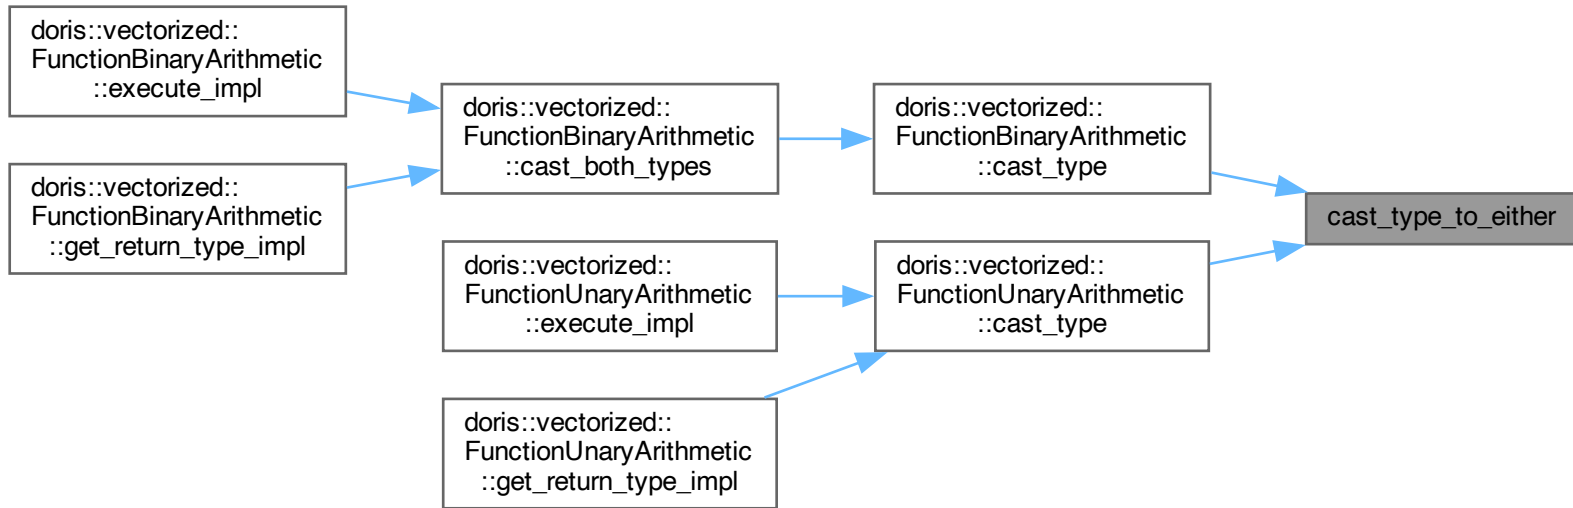 doris::vectorized::
FunctionBinaryArithmetic
::execute_impl
doris::vectorized::
FunctionBinaryArithmetic
::get_return_type_impl
doris::vectorized::
FunctionBinaryArithmetic
::cast_both_types
doris::vectorized::
FunctionUnaryArithmetic
::execute_impl
doris::vectorized::
FunctionUnaryArithmetic
::get_return_type_impl
doris::vectorized::
FunctionBinaryArithmetic
::cast_type
doris::vectorized::
FunctionUnaryArithmetic
::cast_type
cast_type_to_either